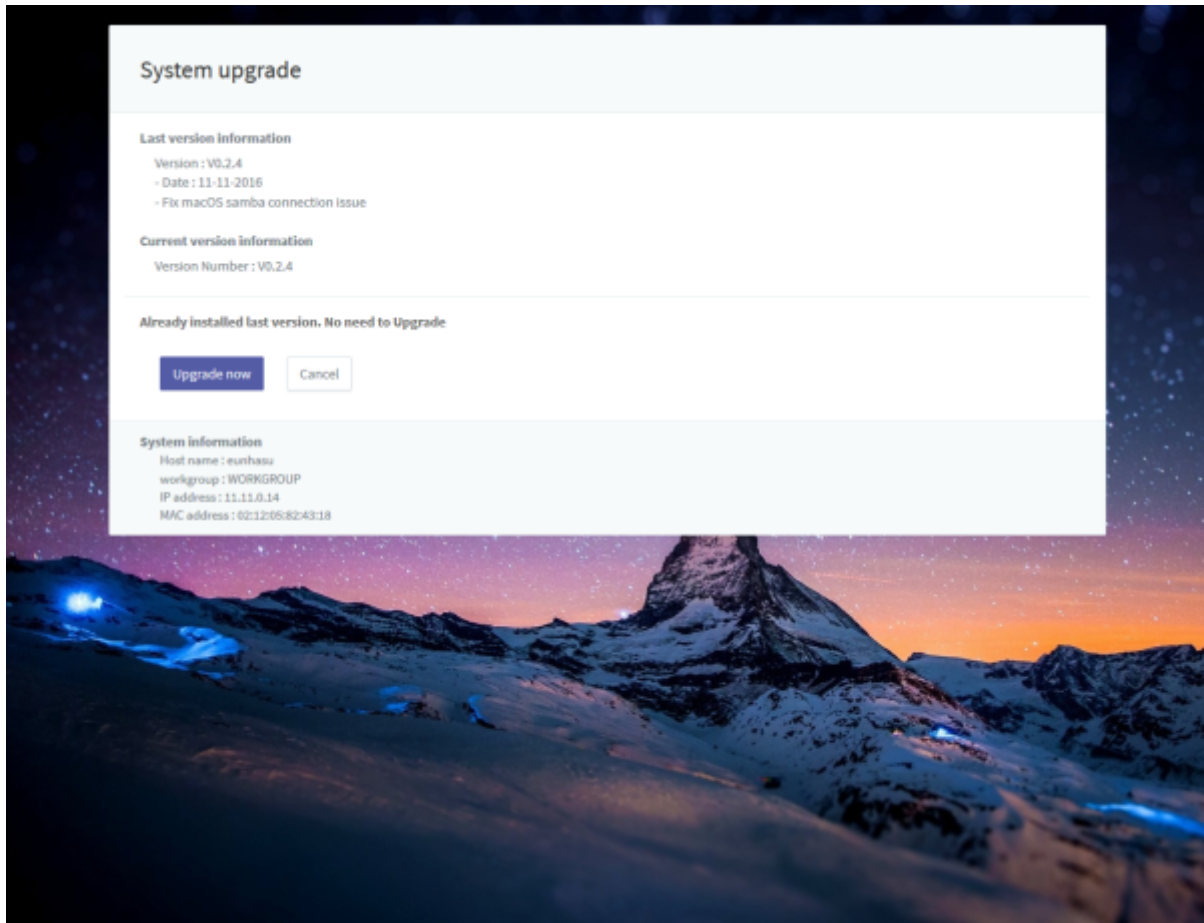 System upgrade
Last version information
Version : V0.2.4
- Date : 11-11-2016
- Fix macOS samba connection issue
Current version information
Version Number : V0.2.4
Already installed last version. No need to Upgrade
Upgrade now
Cancel
System information
Host name : eunhasu
workgroup : WORKGROUP
IP address : 11.11.0.14
MAC address : 02:12:05:82:43:18